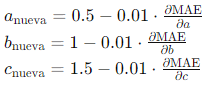 a_nueva = 0.5 − 0.01 · ∂MAE/∂a
b_nueva = 1 − 0.01 · ∂MAE/∂b
c_nueva = 1.5 − 0.01 · ∂MAE/∂c